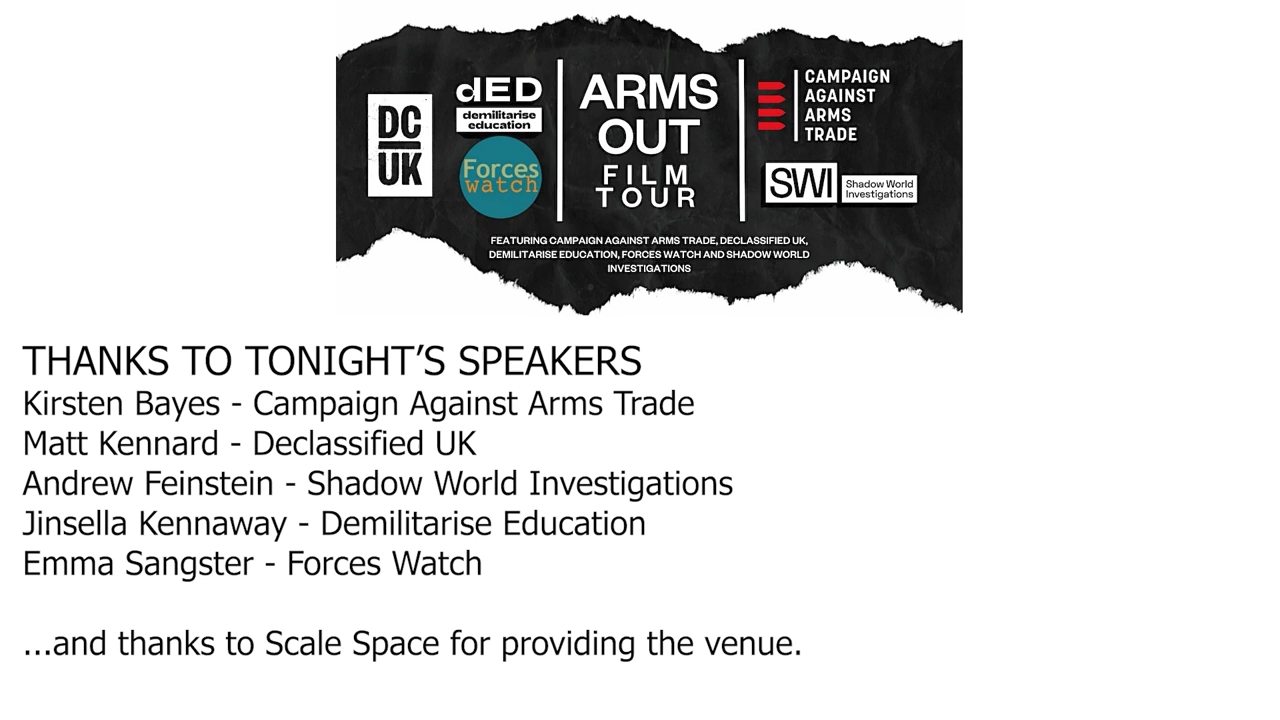 DC
UK
dED
demilitarise
education
Forces
watch
ARMS
OUT
FILM
TOUR
CAMPAIGN
AGAINST
ARMS
TRADE
SWI
Shadow World
Investigations
FEATURING CAMPAIGN AGAINST ARMS TRADE, DECLASSIFIED UK,
DEMILITARISE EDUCATION, FORCES WATCH AND SHADOW WORLD
INVESTIGATIONS
THANKS TO TONIGHT’S SPEAKERS
Kirsten Bayes - Campaign Against Arms Trade
Matt Kennard - Declassified UK
Andrew Feinstein - Shadow World Investigations
Jinsella Kennaway - Demilitarise Education
Emma Sangster - Forces Watch
...and thanks to Scale Space for providing the venue.